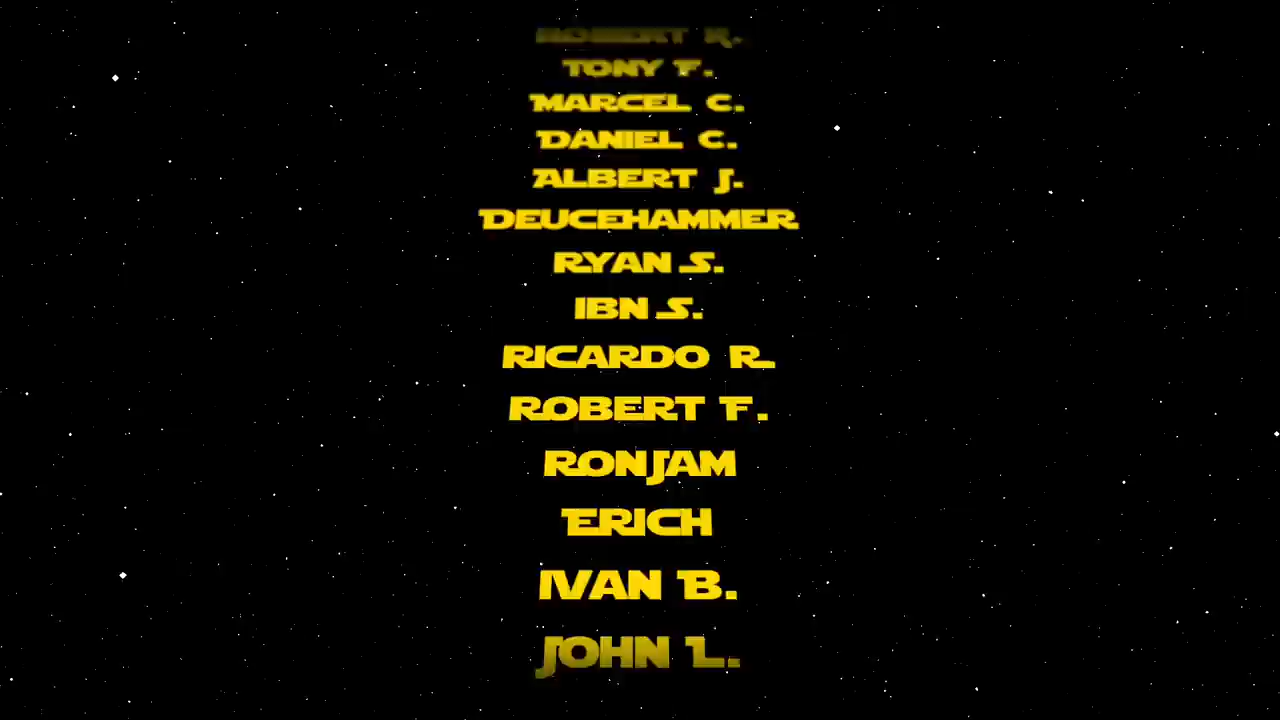 Robert R.
Tony F.
Marcel C.
Daniel C.
Albert J.
Deucehammer
Ryan S.
Ibn S.
Ricardo R.
Robert F.
RonJam
Erich
Ivan B.
John L.